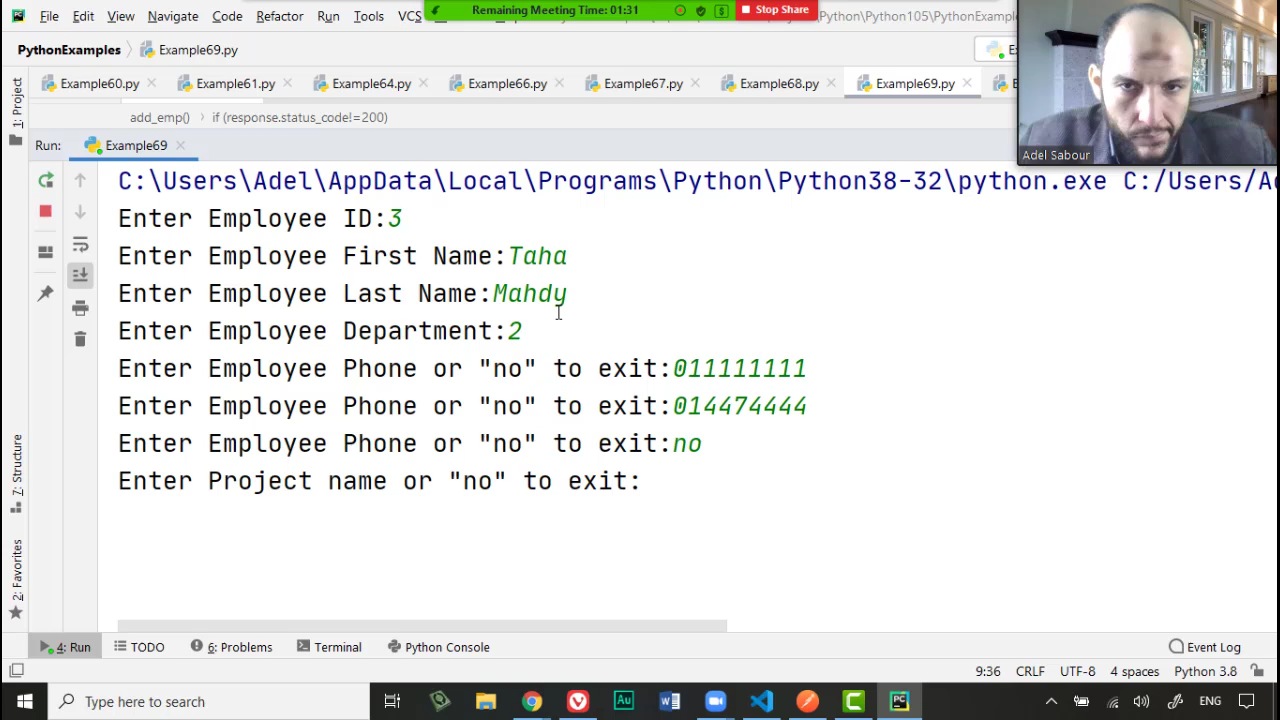 File Edit View Navigate Code Refactor Run Tools VCS
Remaining Meeting Time: 01:31 Stop Share
PythonExamples Example69.py
Example60.py Example61.py Example64.py Example66.py Example67.py Example68.py Example69.py
add_emp() if (response.status_code!=200)
Adel Sabour
Run: Example69
1: Project
C:\Users\Adel\AppData\Local\Programs\Python\Python38-32\python.exe C:/Users/A
Enter Employee ID:3
Enter Employee First Name:Taha
Enter Employee Last Name:Mahdy
Enter Employee Department:2
Enter Employee Phone or "no" to exit:011111111
Enter Employee Phone or "no" to exit:014474444
Enter Employee Phone or "no" to exit:no
Enter Project name or "no" to exit:
7: Structure
2: Favorites
4: Run TODO 6: Problems Terminal Python Console Event Log
9:36 CRLF UTF-8 4 spaces Python 3.8
Type here to search ENG